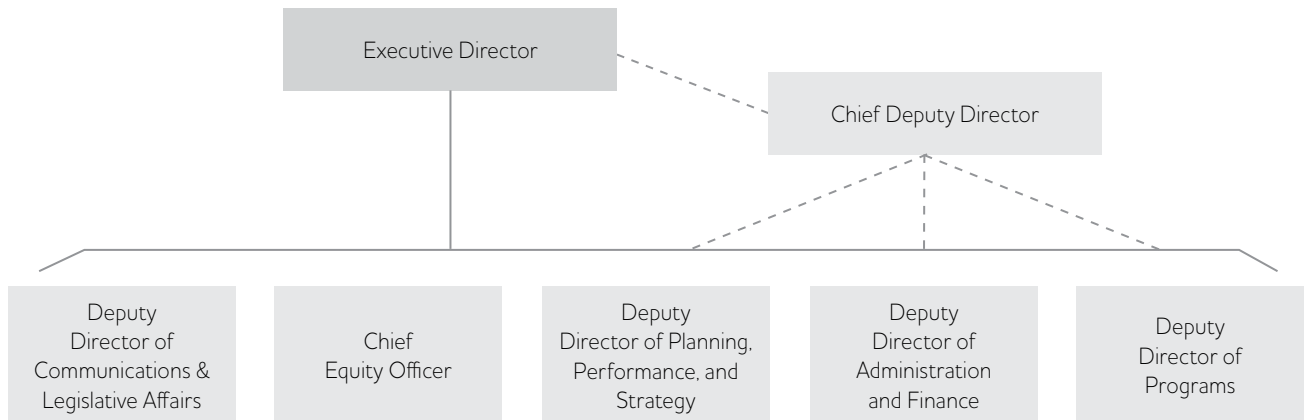 Executive Director
Chief Deputy Director
Deputy
Director of
Communications &
Legislative Affairs
Chief
Equity Officer
Deputy
Director of Planning,
Performance, and
Strategy
Deputy
Director of
Administration
and Finance
Deputy
Director of
Programs